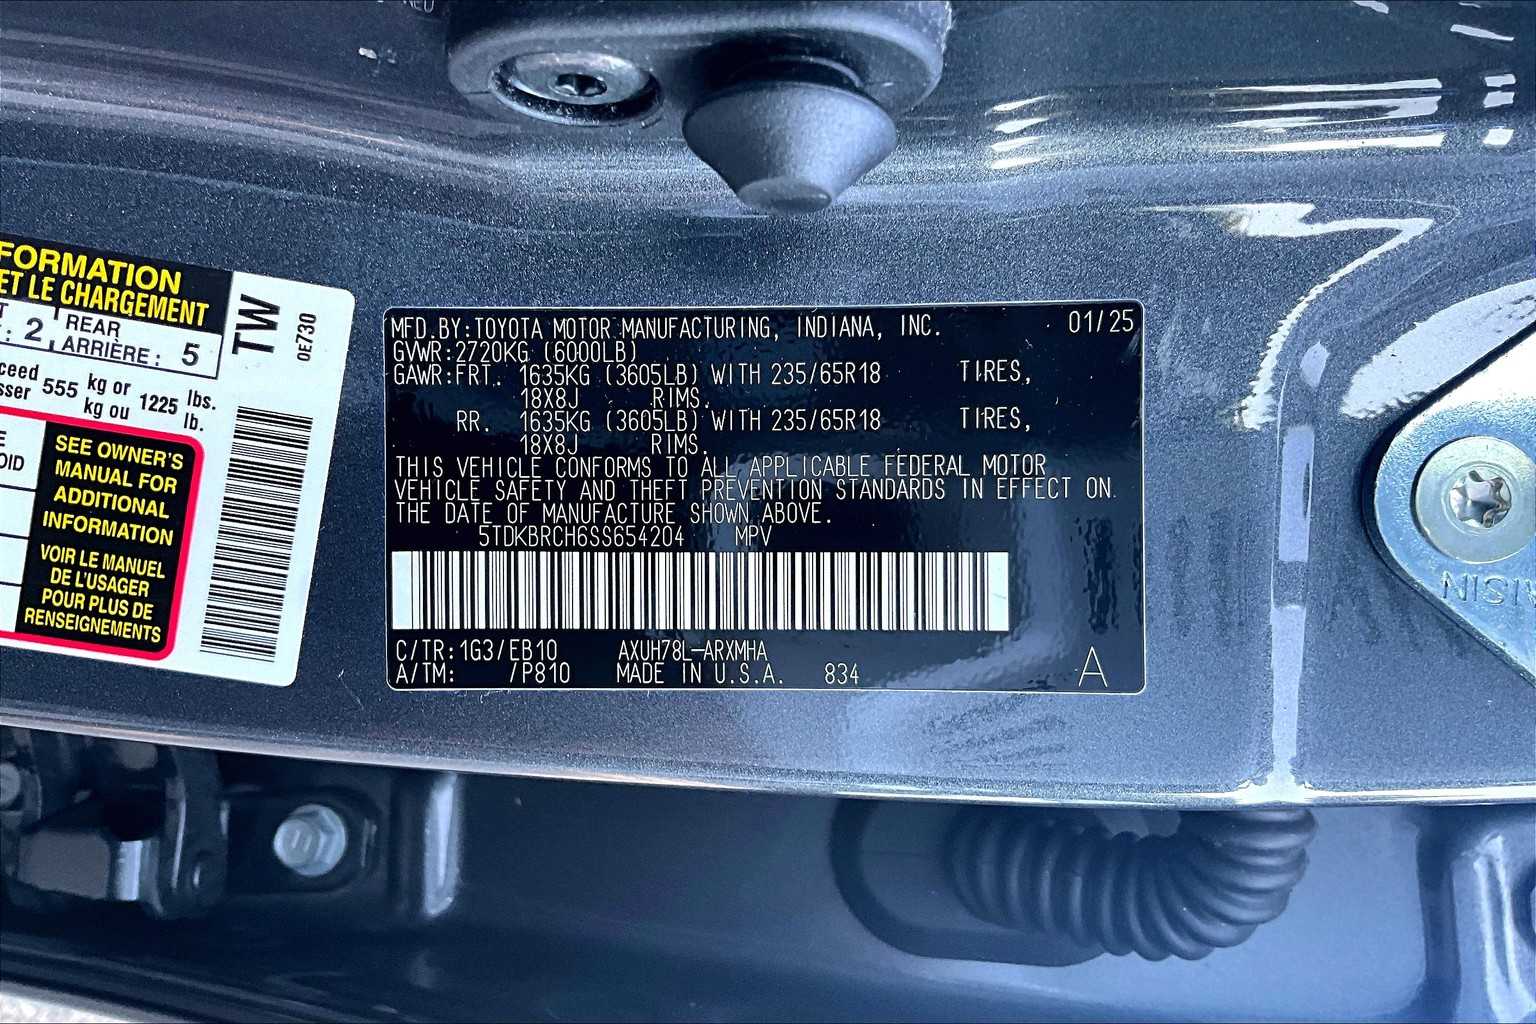 FORMATION
ET LE CHARGEMENT
2 REAR
ARRIÈRE : 5
555 kg or 1225 lbs.
kg ou lb.
SEE OWNER'S
MANUAL FOR
ADDITIONAL
INFORMATION
VOIR LE MANUEL
DE L'USAGER
POUR PLUS DE
RENSEIGNEMENTS
TW
0E730
MFD.BY:TOYOTA MOTOR MANUFACTURING, INDIANA, INC. 01/25
GVWR:2720KG (6000LB)
GAWR:FRT. 1635KG (3605LB) WITH 235/65R18 TIRES,
18X8J RIMS.
RR. 1635KG (3605LB) WITH 235/65R18 TIRES,
18X8J RIMS.
THIS VEHICLE CONFORMS TO ALL APPLICABLE FEDERAL MOTOR
VEHICLE SAFETY AND THEFT PREVENTION STANDARDS IN EFFECT ON
THE DATE OF MANUFACTURE SHOWN ABOVE.
5TDKBRCH6SS654204 MPV
C/TR:1G3/EB10 AXUH78L-ARXMHA
A/TM: /P810 MADE IN U.S.A. 834
A